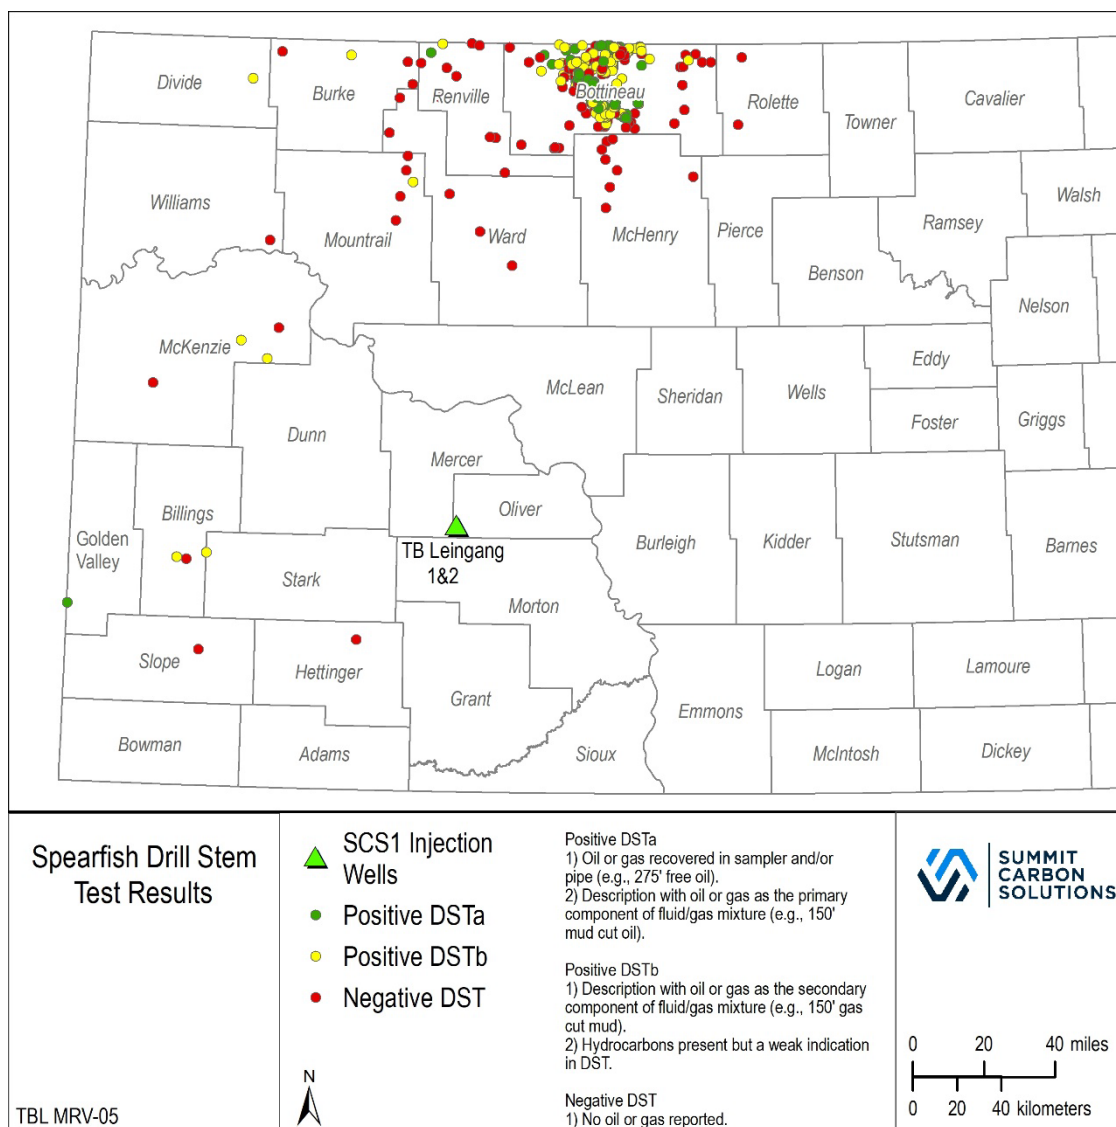 Divide
Burke
Renville
Bottineau
Rolette
Towner
Cavalier
Williams
Mountrail
Ward
McHenry
Pierce
Benson
Ramsey
Walsh
Nelson
McKenzie
Dunn
McLean
Sheridan
Wells
Eddy
Foster
Griggs
Mercer
Oliver
Golden
Valley
Billings
Stark
TB Leingang
1&2
Morton
Burleigh
Kidder
Stutsman
Barnes
Slope
Hettinger
Grant
Emmons
Logan
Lamoure
Bowman
Adams
Sioux
McIntosh
Dickey
Spearfish Drill Stem
Test Results
TBL MRV-05
SCS1 Injection
Wells
Positive DSTa
Positive DSTb
Negative DST
N
Positive DSTa
1) Oil or gas recovered in sampler and/or
pipe (e.g., 275' free oil).
2) Description with oil or gas as the primary
component of fluid/gas mixture (e.g., 150'
mud cut oil).
Positive DSTb
1) Description with oil or gas as the secondary
component of fluid/gas mixture (e.g., 150' gas
cut mud).
2) Hydrocarbons present but a weak indication
in DST.
Negative DST
1) No oil or gas reported.
SUMMIT
CARBON
SOLUTIONS
0 20 40 miles
0 20 40 kilometers